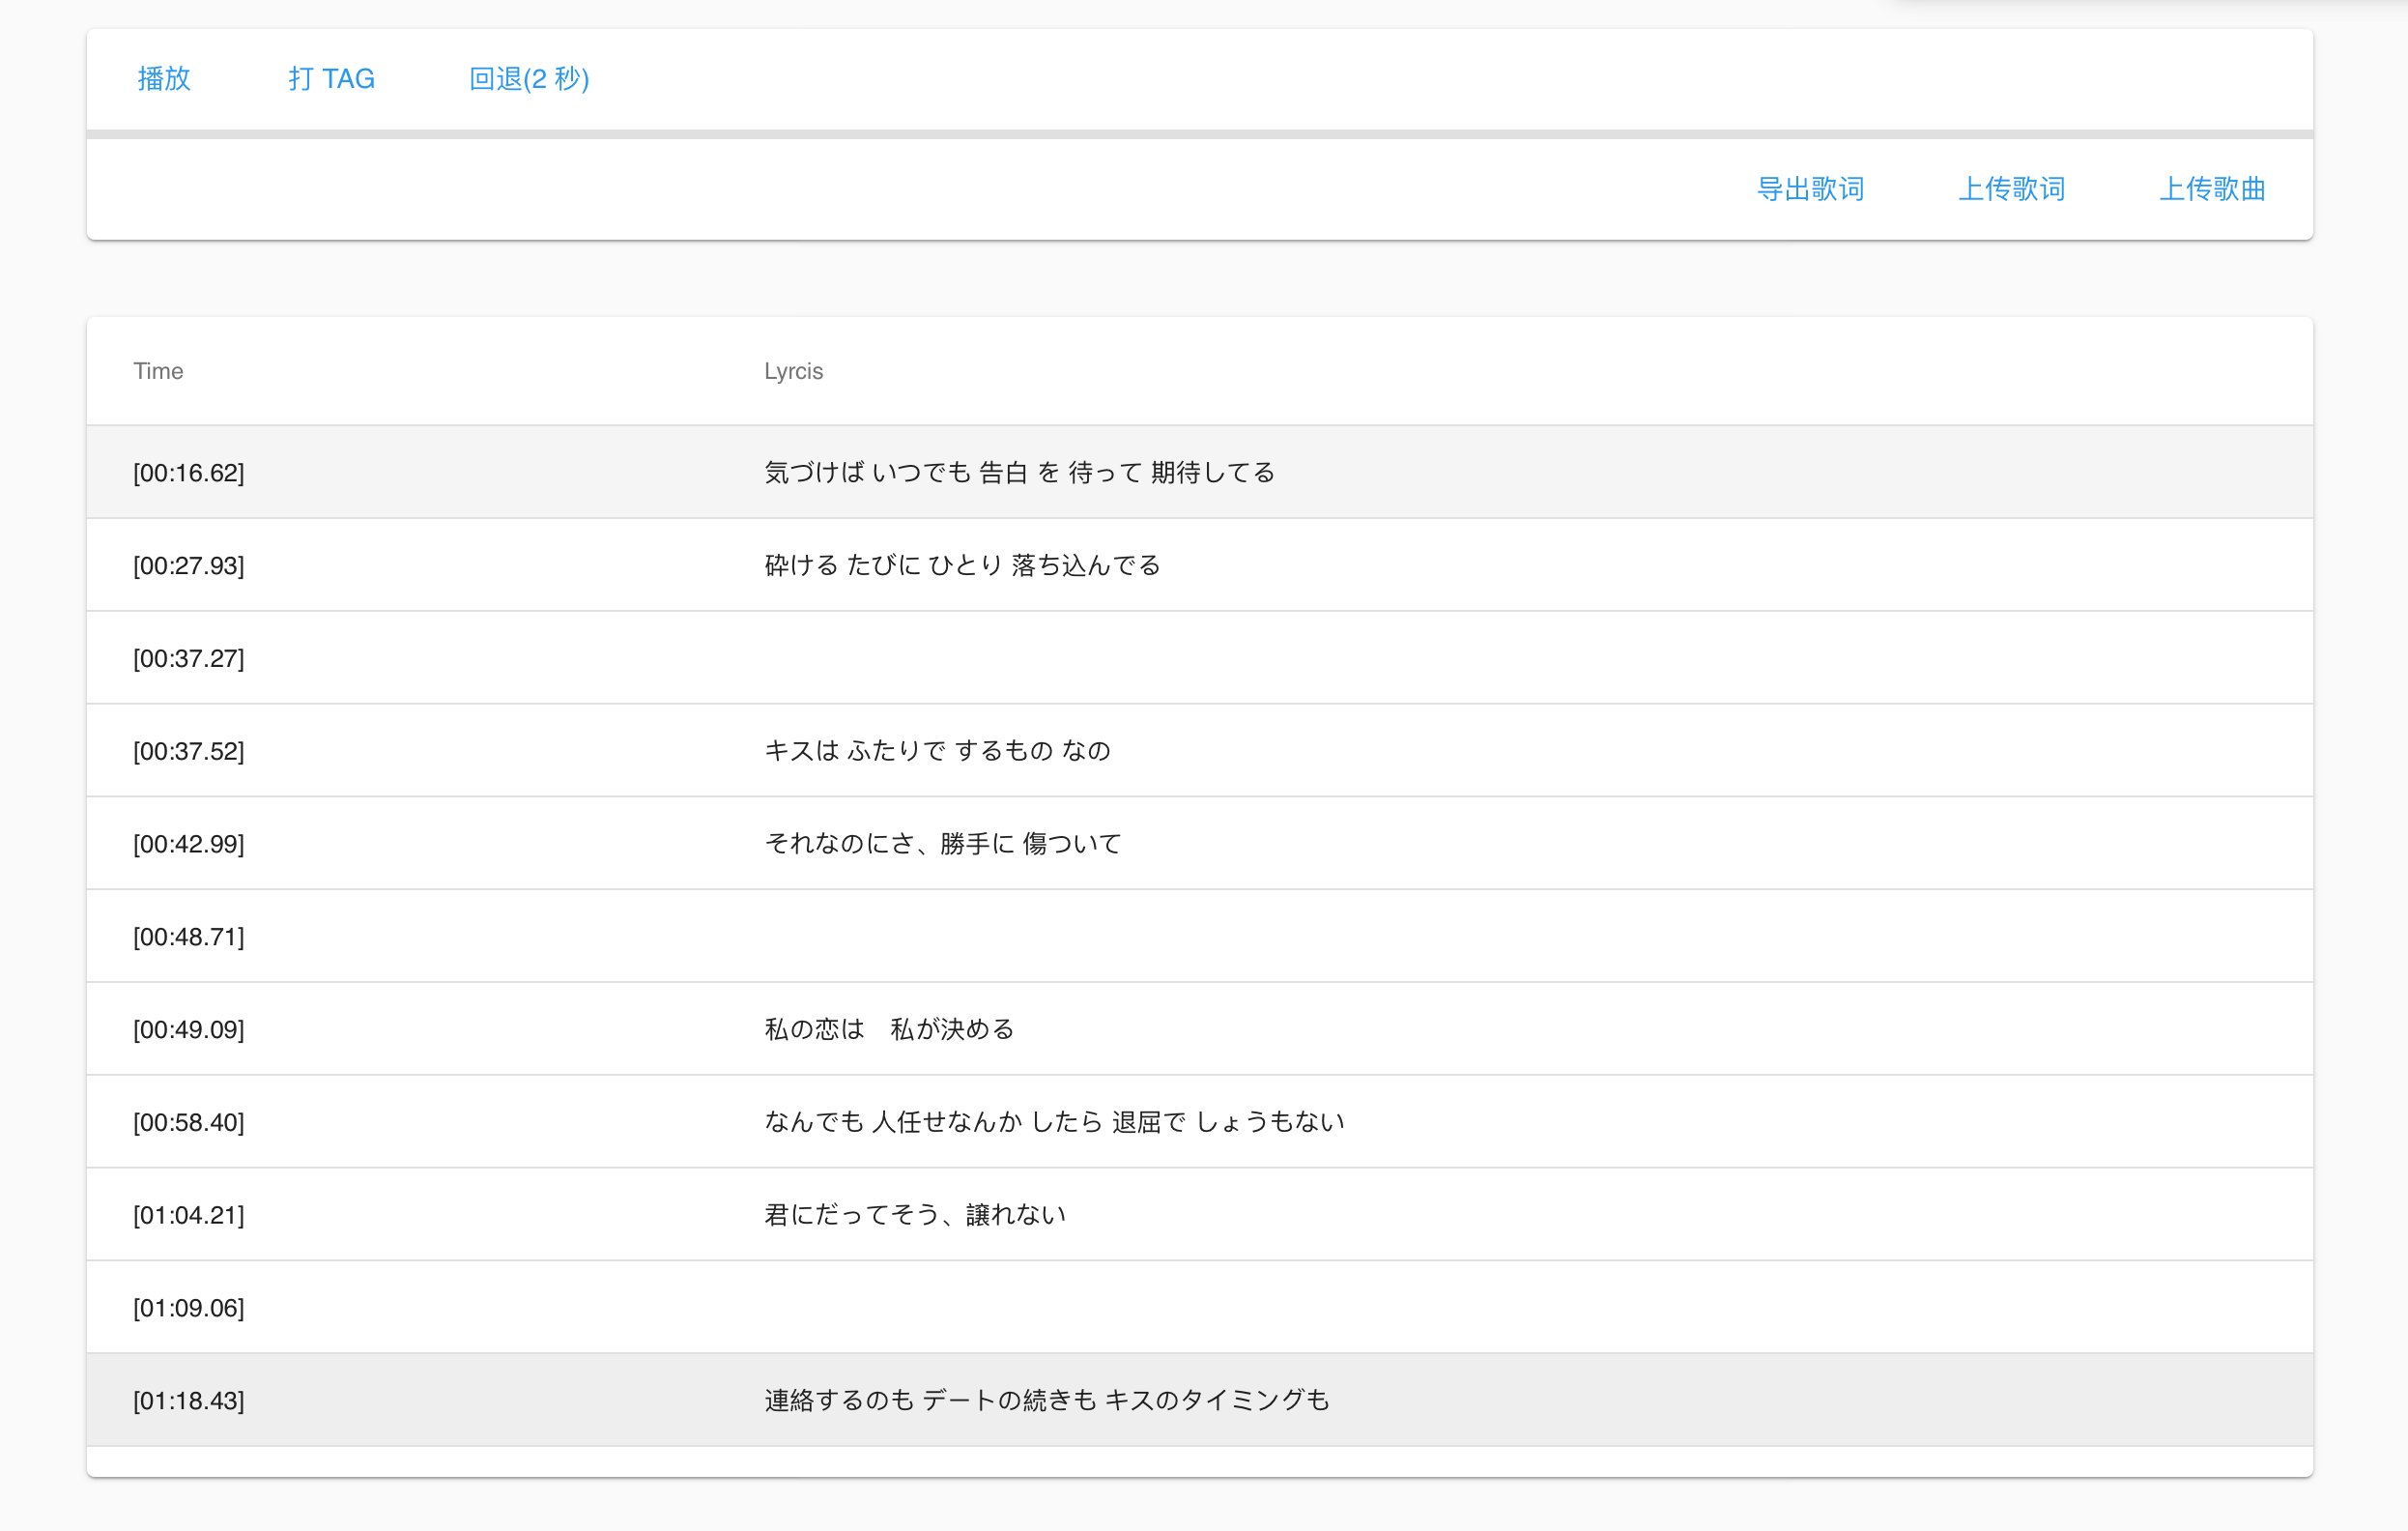 播放 打 TAG 回退(2 秒)
导出歌词 上传歌词 上传歌曲
Time Lyrcis
[00:16.62] 気づけば いつでも 告白 を 待って 期待してる
[00:27.93] 砕ける たびに ひとり 落ち込んでる
[00:37.27]
[00:37.52] キスは ふたりで するもの なの
[00:42.99] それなのにさ、勝手に 傷ついて
[00:48.71]
[00:49.09] 私の恋は　私が決める
[00:58.40] なんでも 人任せなんか したら 退屈で しょうもない
[01:04.21] 君にだってそう、譲れない
[01:09.06]
[01:18.43] 連絡するのも デートの続きも キスのタイミングも